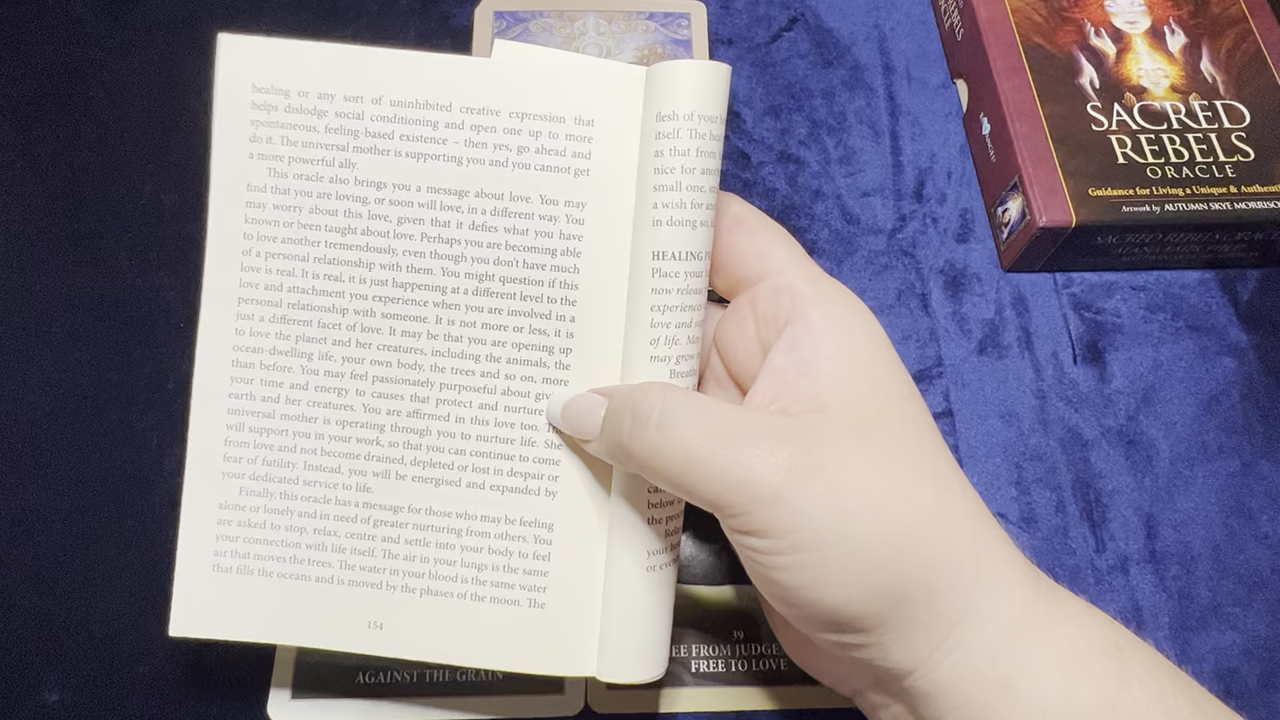 healing or any sort of uninhibited creative expression that
helps dislodge social conditioning and open one up to more
spontaneous, feeling-based existence – then yes, go ahead and
do it. The universal mother is supporting you and you cannot get
a more powerful ally.
This oracle also brings you a message about love. You may
find that you are loving, or soon will love, in a different way. You
may worry about this love, given that it defies what you have
known or been taught about love. Perhaps you are becoming able
to love another tremendously, even though you don't have much
of a personal relationship with them. You might question if this
love is real. It is real, it is just happening at a different level to the
love and attachment you experience when you are involved in a
personal relationship with someone. It is not more or less, it is
just a different facet of love. It may be that you are opening up
to love the planet and her creatures, including the animals, the
ocean-dwelling life, your own body, the trees and so on, more
than before. You may feel passionately purposeful about giv
your time and energy to causes that protect and nurture
earth and her creatures. You are affirmed in this love too. Th
universal mother is operating through you to nurture life. She
will support you in your work, so that you can continue to come
from love and not become drained, depleted or lost in despair or
fear of futility. Instead, you will be energised and expanded by
your dedicated service to life.
Finally, this oracle has a message for those who may be feeling
alone or lonely and in need of greater nurturing from others. You
are asked to stop, relax, centre and settle into your body to feel
your connection with life itself. The air in your lungs is the same
air that moves the trees. The water in your blood is the same water
that fills the oceans and is moved by the phases of the moon. The
154
flesh of your
itself. The he
as that from
nice for ano
small one,
a wish for an
in doing so
HEALING
Place your
now release
experience
love and
of life. Ma
may grow
Breathe
below
the
your
or
AGAINST THE GRAIN
39
EE FROM JUDGE
FREE TO LOVE
SACRED
REBELS
ORACLE
Guidance for Living a Unique & Authent
Artwork by AUTUMN SKYE MORRISON
SACRED REBELS ORACLE